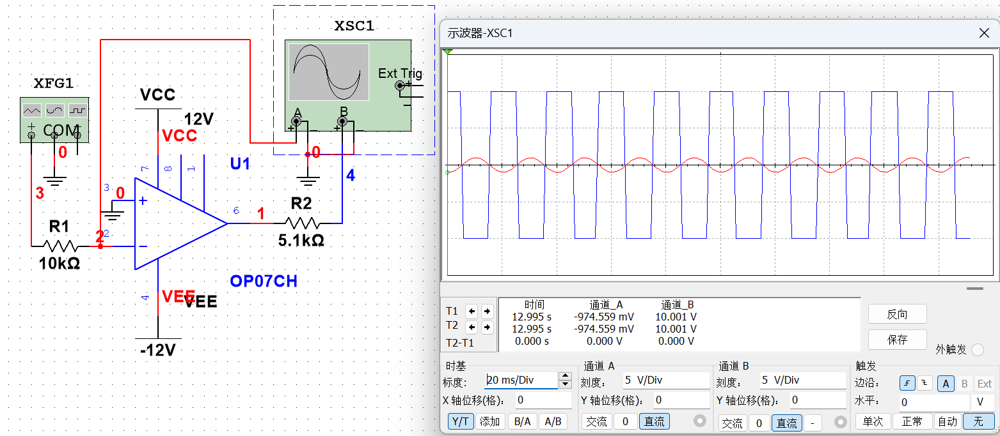 XSC1
Ext Trig
A
B
XFG1
COM
VCC
12V
VCC
0
0
4
3
7
8
1
U1
3
0
2
2
6
1
R1
10kΩ
R2
5.1kΩ
OP07CH
4
VEE
VEE
-12V
示波器-XSC1
时间 通道_A 通道_B
T1 12.995 s -974.559 mV 10.001 V
T2 12.995 s -974.559 mV 10.001 V
T2-T1 0.000 s 0.000 V 0.000 V
反向
保存
外触发
时基
标度: 20 ms/Div
X 轴位移(格): 0
Y/T 添加 B/A A/B
通道 A
刻度: 5 V/Div
Y 轴位移(格): 0
交流 0 直流
通道 B
刻度: 5 V/Div
Y 轴位移(格): 0
交流 0 直流 -
触发
边沿: A B Ext
水平: 0 V
单次 正常 自动 无